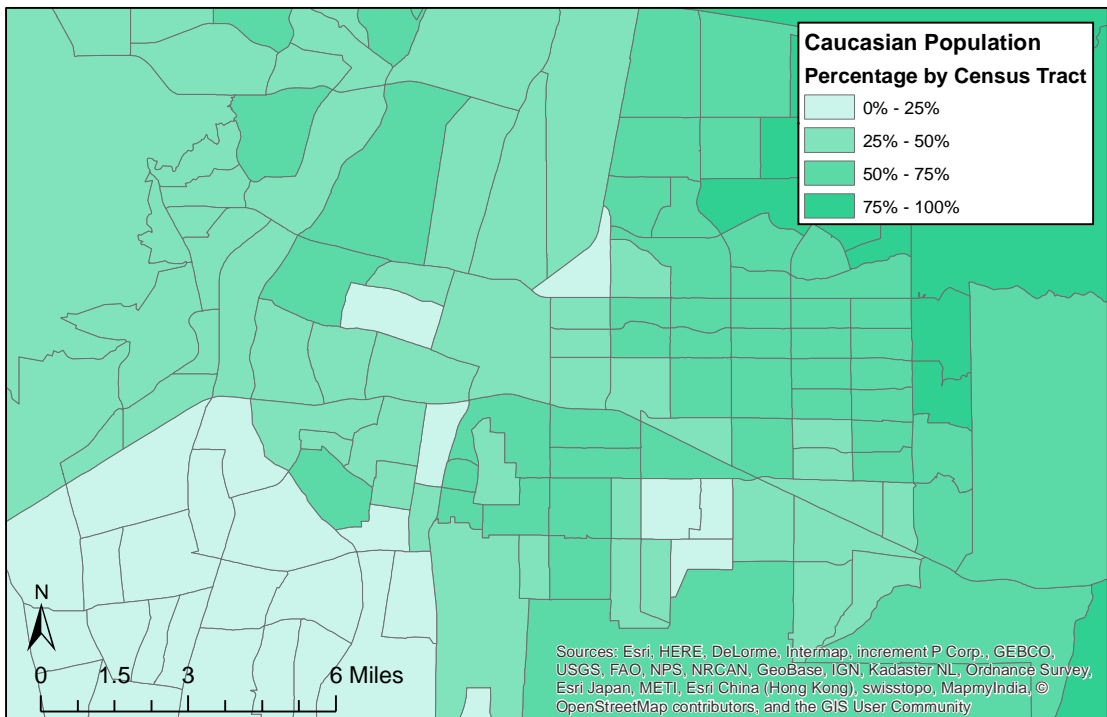 Caucasian Population
Percentage by Census Tract
0% - 25%
25% - 50%
50% - 75%
75% - 100%
N
0 1.5 3 6 Miles
Sources: Esri, HERE, DeLorme, Intermap, increment P Corp., GEBCO,
USGS, FAO, NPS, NRCAN, GeoBase, IGN, Kadaster NL, Ordnance Survey,
Esri Japan, METI, Esri China (Hong Kong), swisstopo, MapmyIndia, ©
OpenStreetMap contributors, and the GIS User Community